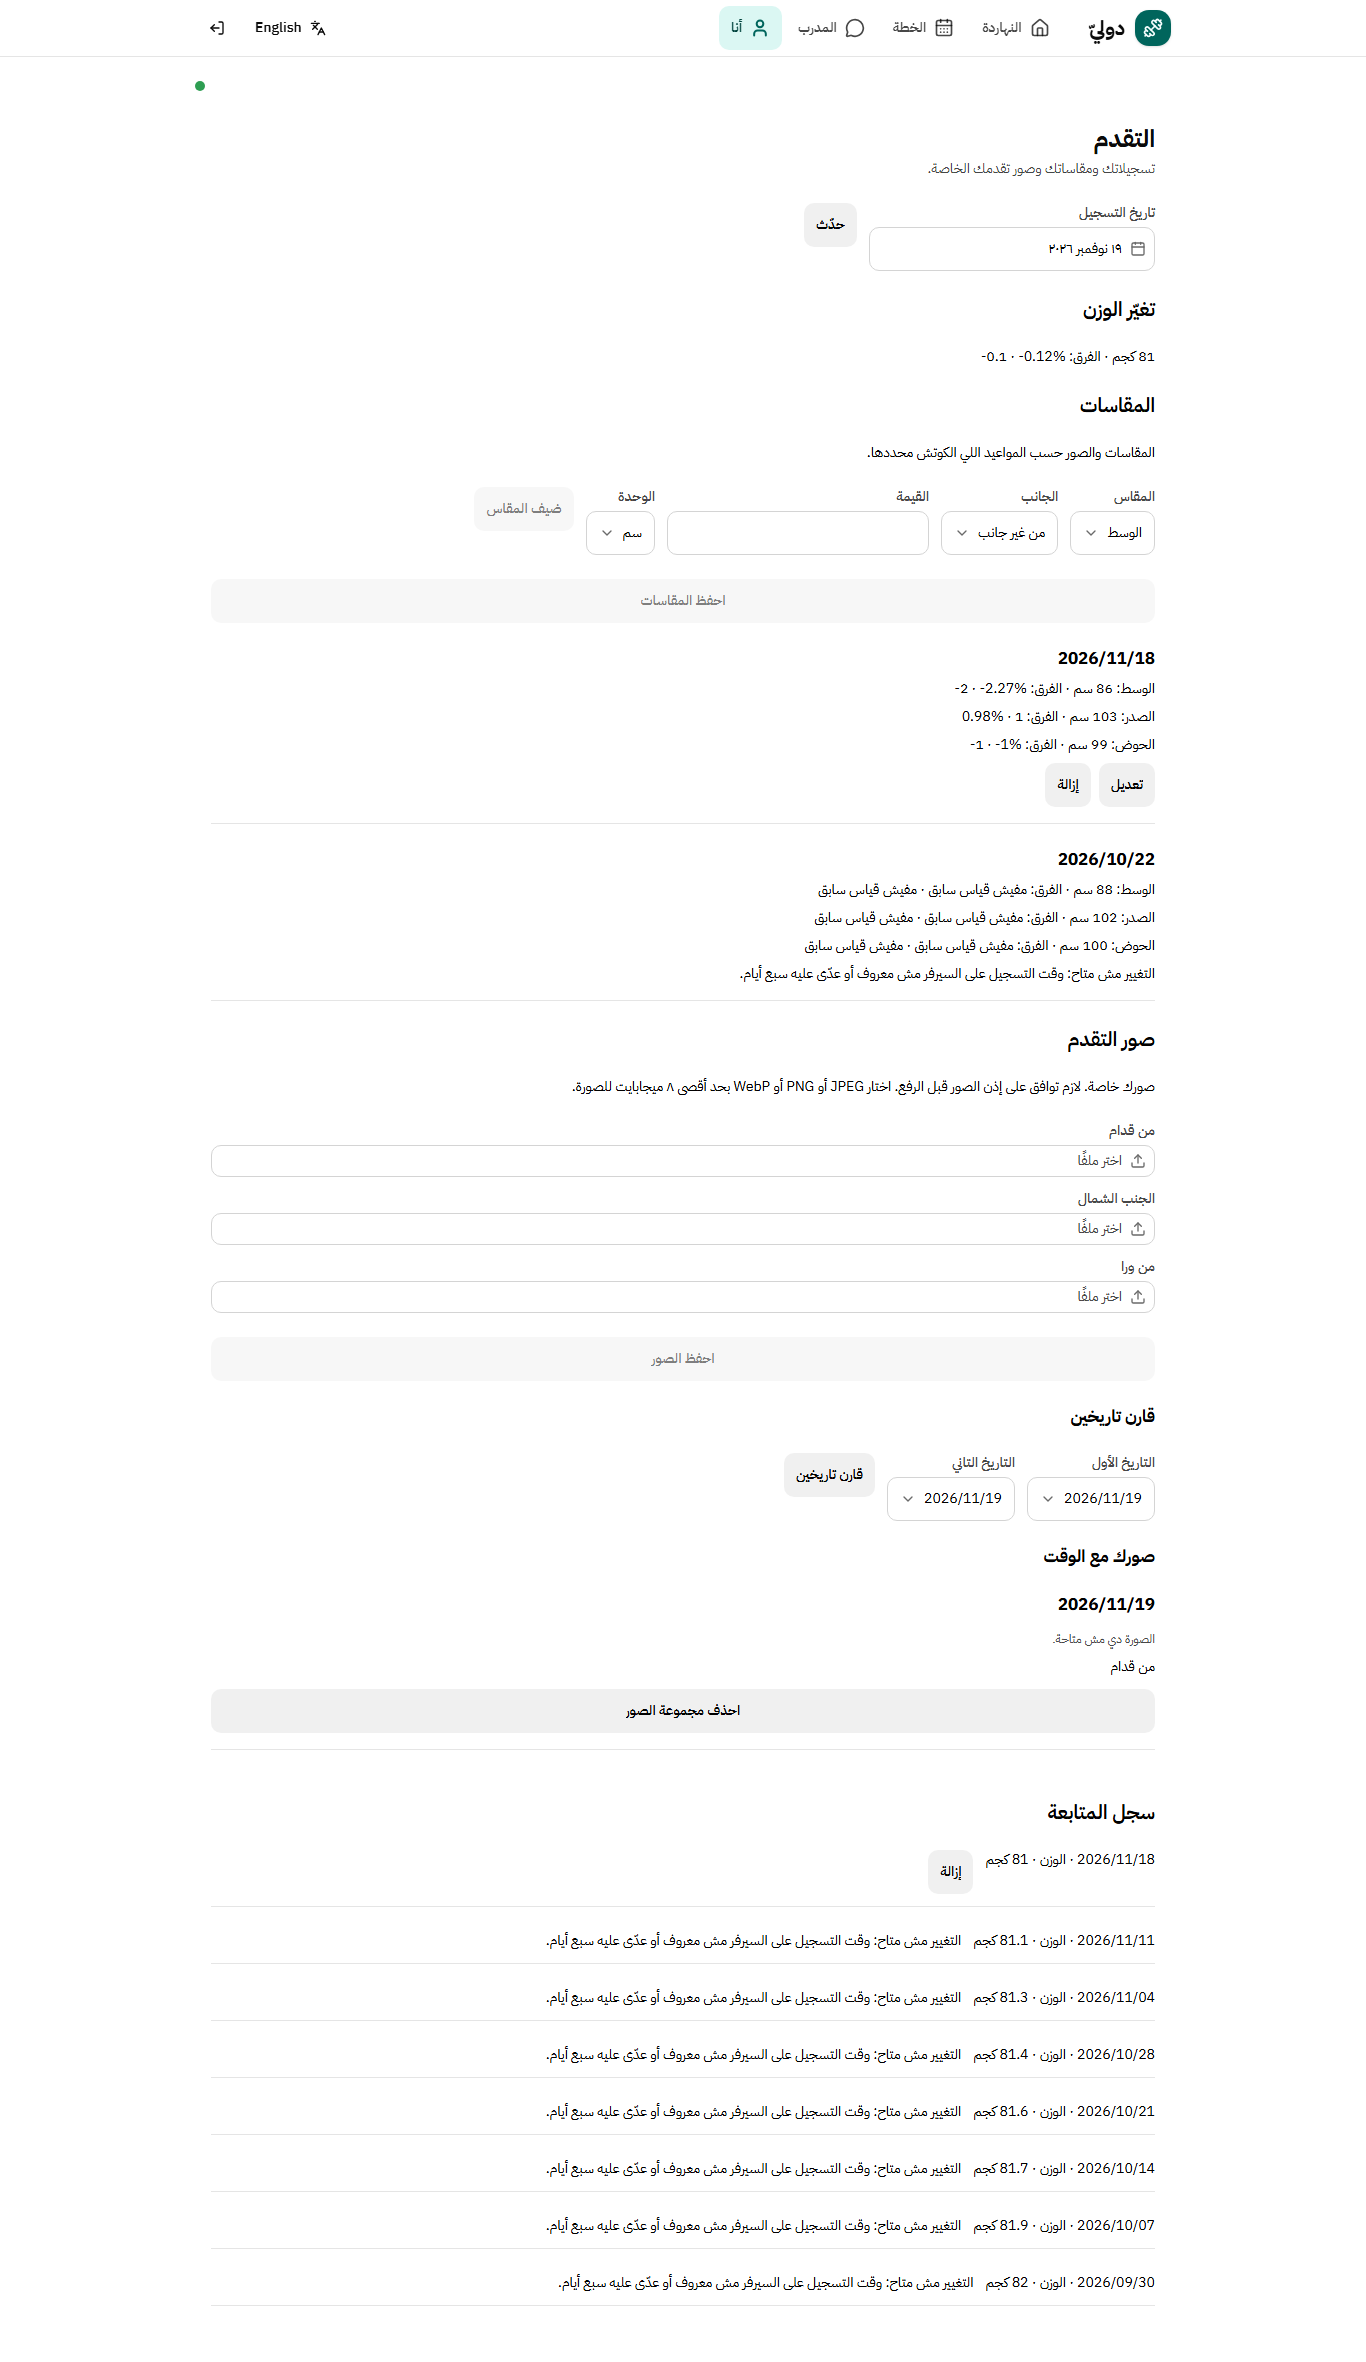 دوليّ
النهاردة
الخطة
المدرب
أنا
English
التقدم
تسجيلاتك ومقاساتك وصور تقدمك الخاصة.
تاريخ التسجيل
١٩ نوفمبر ٢٠٢٦
حدّث
تغيّر الوزن
81 كجم · الفرق: ‎-0.12% · ‎-0.1
المقاسات
المقاسات والصور حسب المواعيد اللي الكوتش محددها.
المقاس
الجانب
القيمة
الوحدة
الوسط
من غير جانب
سم
ضيف المقاس
احفظ المقاسات
2026/11/18
الوسط: 86 سم · الفرق: ‎-2.27% · ‎-2
الصدر: 103 سم · الفرق: 1 · 0.98%
الحوض: 99 سم · الفرق: ‎-1% · ‎-1
تعديل
إزالة
2026/10/22
الوسط: 88 سم · الفرق: مفيش قياس سابق · مفيش قياس سابق
الصدر: 102 سم · الفرق: مفيش قياس سابق · مفيش قياس سابق
الحوض: 100 سم · الفرق: مفيش قياس سابق · مفيش قياس سابق
التغيير مش متاح: وقت التسجيل على السيرفر مش معروف أو عدّى عليه سبع أيام.
صور التقدم
صورك خاصة. لازم توافق على إذن الصور قبل الرفع. اختار JPEG أو PNG أو WebP بحد أقصى ٨ ميجابايت للصورة.
من قدام
اختر ملفًا
الجنب الشمال
اختر ملفًا
من ورا
اختر ملفًا
احفظ الصور
قارن تاريخين
التاريخ الأول
التاريخ التاني
2026/11/19
2026/11/19
قارن تاريخين
صورك مع الوقت
2026/11/19
الصورة دي مش متاحة.
من قدام
احذف مجموعة الصور
سجل المتابعة
2026/11/18 · الوزن · 81 كجم
إزالة
2026/11/11 · الوزن · 81.1 كجم التغيير مش متاح: وقت التسجيل على السيرفر مش معروف أو عدّى عليه سبع أيام.
2026/11/04 · الوزن · 81.3 كجم التغيير مش متاح: وقت التسجيل على السيرفر مش معروف أو عدّى عليه سبع أيام.
2026/10/28 · الوزن · 81.4 كجم التغيير مش متاح: وقت التسجيل على السيرفر مش معروف أو عدّى عليه سبع أيام.
2026/10/21 · الوزن · 81.6 كجم التغيير مش متاح: وقت التسجيل على السيرفر مش معروف أو عدّى عليه سبع أيام.
2026/10/14 · الوزن · 81.7 كجم التغيير مش متاح: وقت التسجيل على السيرفر مش معروف أو عدّى عليه سبع أيام.
2026/10/07 · الوزن · 81.9 كجم التغيير مش متاح: وقت التسجيل على السيرفر مش معروف أو عدّى عليه سبع أيام.
2026/09/30 · الوزن · 82 كجم التغيير مش متاح: وقت التسجيل على السيرفر مش معروف أو عدّى عليه سبع أيام.